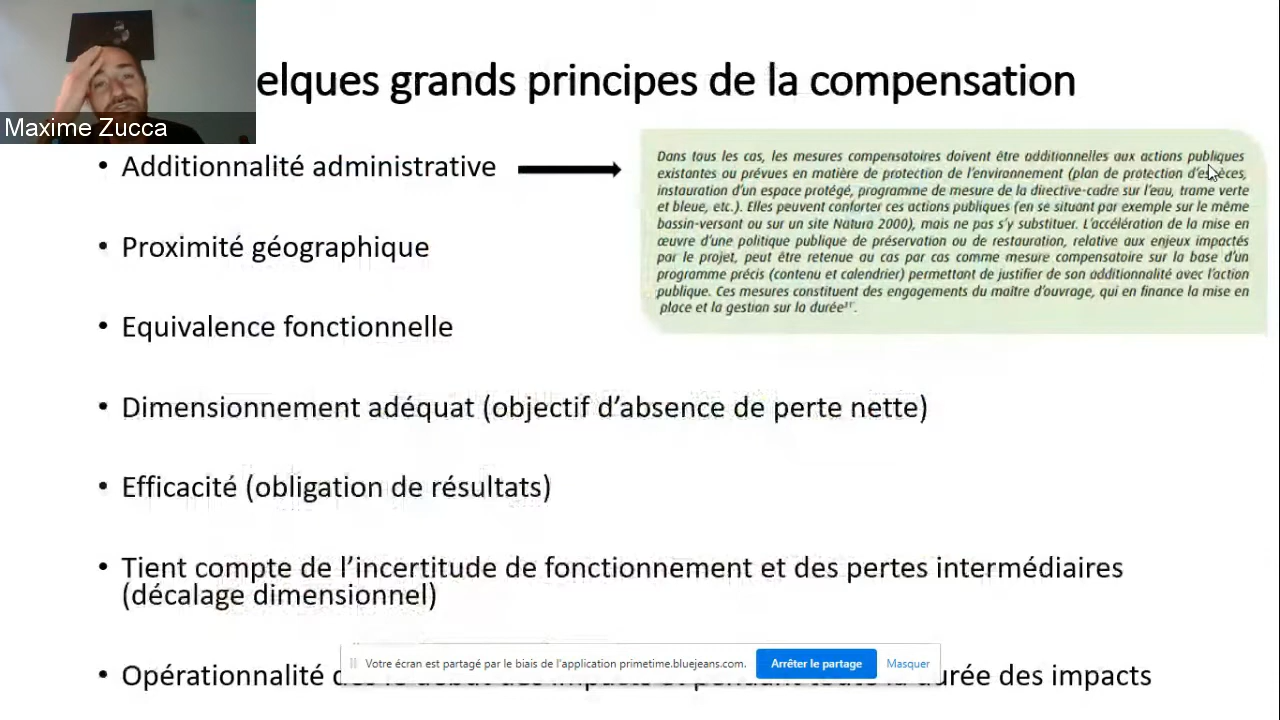 elques grands principes de la compensation
Maxime Zucca
• Additionnalité administrative
Dans tous les cas, les mesures compensatoires doivent être additionnelles aux actions publiques
existantes ou prévues en matière de protection de l'environnement (plan de protection d'espèces,
instauration d'un espace protégé, programme de mesure de la directive-cadre sur l'eau, trame verte
et bleue, etc.). Elles peuvent conforter ces actions publiques (en se situant par exemple sur le même
bassin-versant ou sur un site Natura 2000), mais ne pas s'y substituer. L'accélération de la mise en
œuvre d'une politique publique de préservation ou de restauration, relative aux enjeux impactés
par le projet, peut être retenue au cas par cas comme mesure compensatoire sur la base d'un
programme précis (contenu et calendrier) permettant de justifier de son additionnalité avec l'action
publique. Ces mesures constituent des engagements du maître d'ouvrage, qui en finance la mise en
place et la gestion sur la durée³¹.
• Proximité géographique
• Equivalence fonctionnelle
• Dimensionnement adéquat (objectif d'absence de perte nette)
• Efficacité (obligation de résultats)
• Tient compte de l'incertitude de fonctionnement et des pertes intermédiaires
(décalage dimensionnel)
Votre écran est partagé par le biais de l'application primetime.bluejeans.com.
Arrêter le partage
Masquer
• Opérationnalité dès le début des impacts et pendant toute la durée des impacts